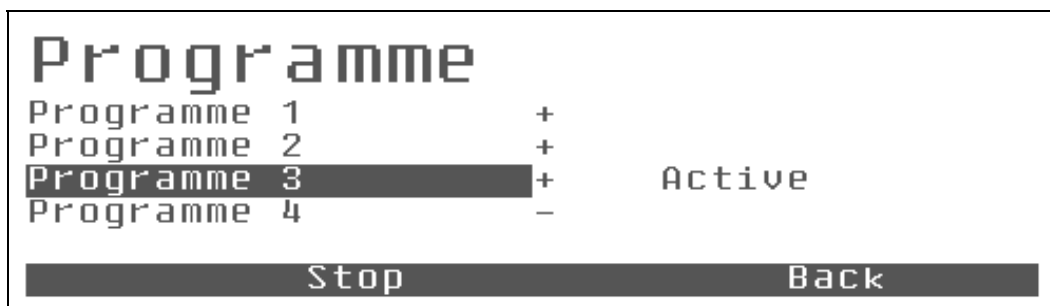 Programme
Programme 1 +
Programme 2 +
Programme 3 + Active
Programme 4 -
Stop Back